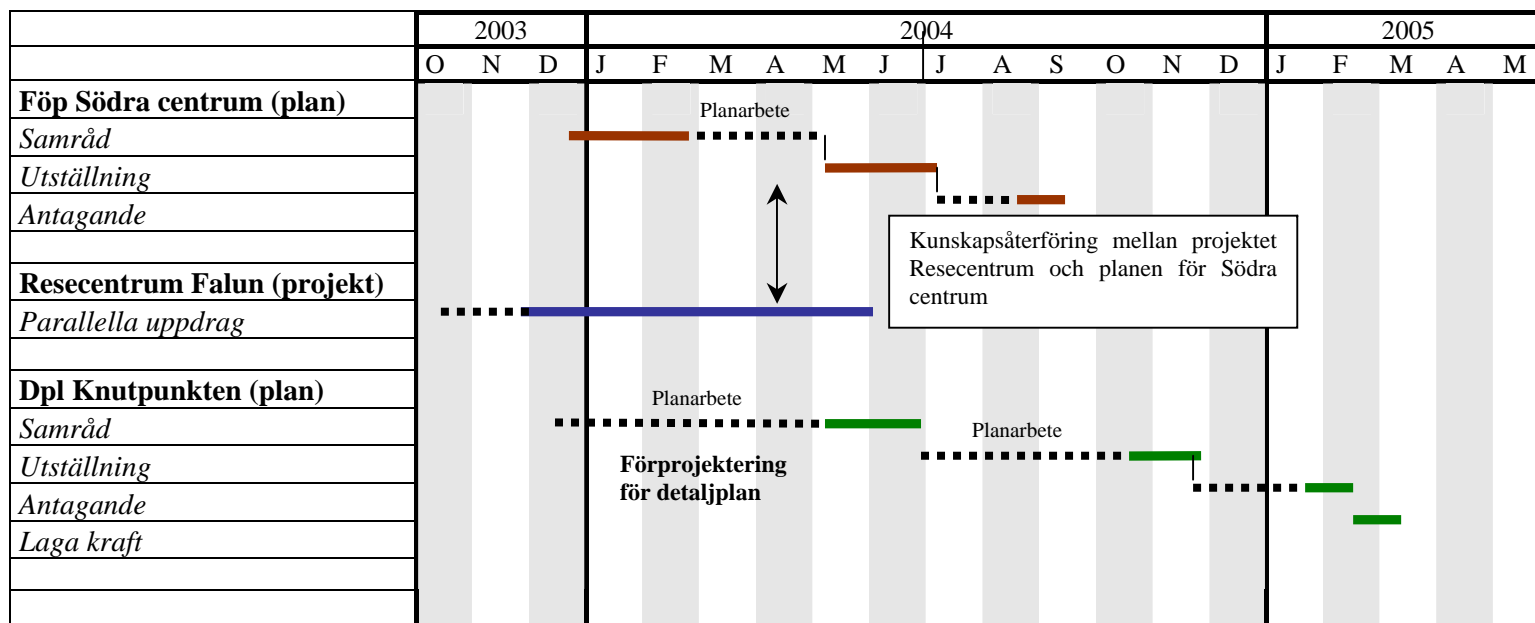 2003 2004 2005
O N D J F M A M J J A S O N D J F M A M
Föp Södra centrum (plan)
Planarbete
Samråd
Utställning
Antagande
Kunskapsåterföring mellan projektet
Resecentrum och planen för Södra
centrum
Resecentrum Falun (projekt)
Parallella uppdrag
Dpl Knutpunkten (plan)
Planarbete
Samråd
Planarbete
Utställning
Förprojektering
för detaljplan
Antagande
Laga kraft